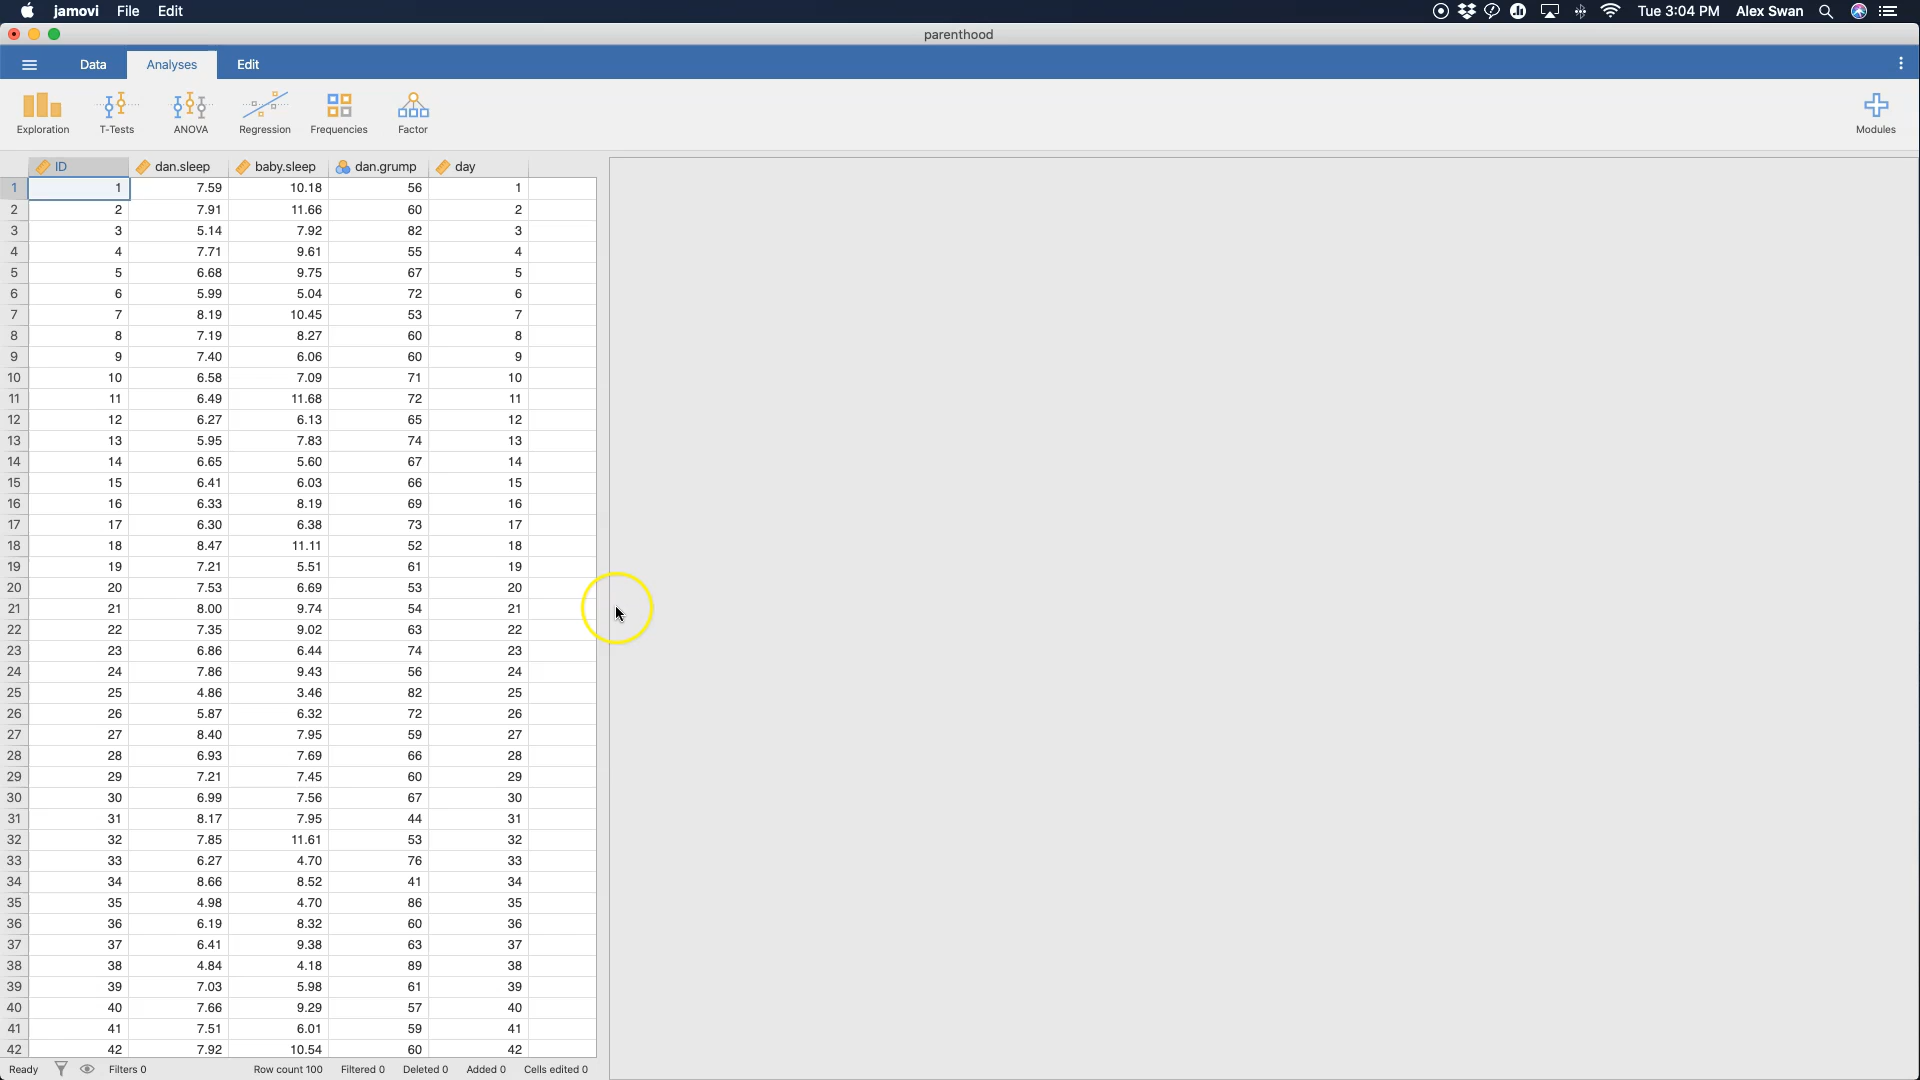 jamovi File Edit Tue 3:04 PM Alex Swan
parenthood
Data Analyses Edit
Exploration T-Tests ANOVA Regression Frequencies Factor Modules
ID dan.sleep baby.sleep dan.grump day
1 1 7.59 10.18 56 1
2 2 7.91 11.66 60 2
3 3 5.14 7.92 82 3
4 4 7.71 9.61 55 4
5 5 6.68 9.75 67 5
6 6 5.99 5.04 72 6
7 7 8.19 10.45 53 7
8 8 7.19 8.27 60 8
9 9 7.40 6.06 60 9
10 10 6.58 7.09 71 10
11 11 6.49 11.68 72 11
12 12 6.27 6.13 65 12
13 13 5.95 7.83 74 13
14 14 6.65 5.60 67 14
15 15 6.41 6.03 66 15
16 16 6.33 8.19 69 16
17 17 6.30 6.38 73 17
18 18 8.47 11.11 52 18
19 19 7.21 5.51 61 19
20 20 7.53 6.69 53 20
21 21 8.00 9.74 54 21
22 22 7.35 9.02 63 22
23 23 6.86 6.44 74 23
24 24 7.86 9.43 56 24
25 25 4.86 3.46 82 25
26 26 5.87 6.32 72 26
27 27 8.40 7.95 59 27
28 28 6.93 7.69 66 28
29 29 7.21 7.45 60 29
30 30 6.99 7.56 67 30
31 31 8.17 7.95 44 31
32 32 7.85 11.61 53 32
33 33 6.27 4.70 76 33
34 34 8.66 8.52 41 34
35 35 4.98 4.70 86 35
36 36 6.19 8.32 60 36
37 37 6.41 9.38 63 37
38 38 4.84 4.18 89 38
39 39 7.03 5.98 61 39
40 40 7.66 9.29 57 40
41 41 7.51 6.01 59 41
42 42 7.92 10.54 60 42
Ready Filters 0 Row count 100 Filtered 0 Deleted 0 Added 0 Cells edited 0